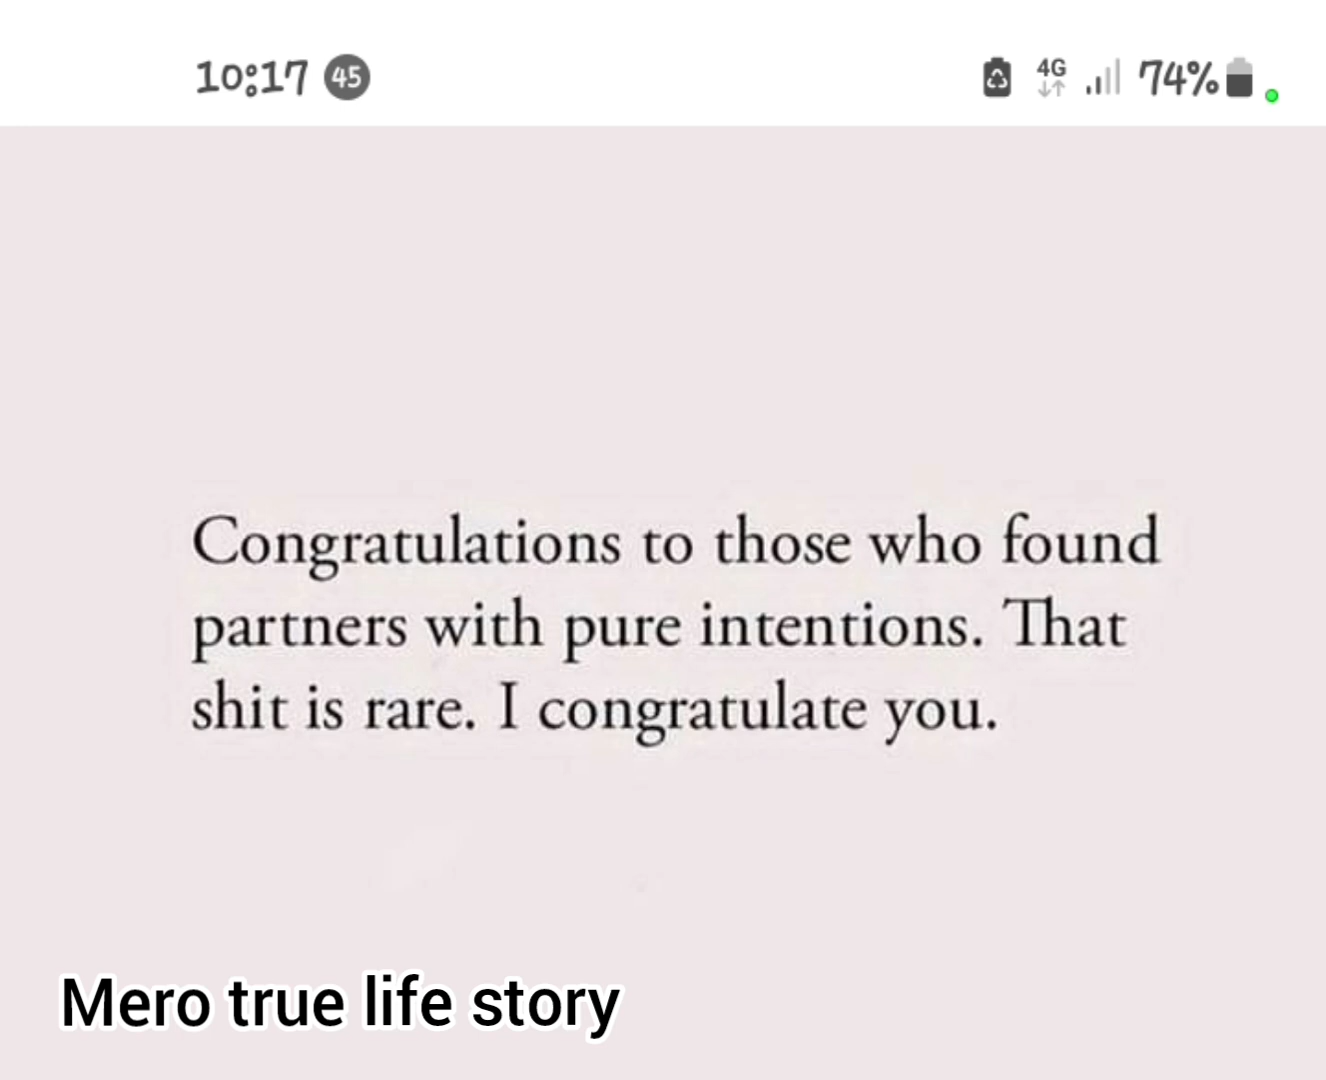 10:17 45 4G 74%
Congratulations to those who found
partners with pure intentions. That
shit is rare. I congratulate you.
Mero true life story